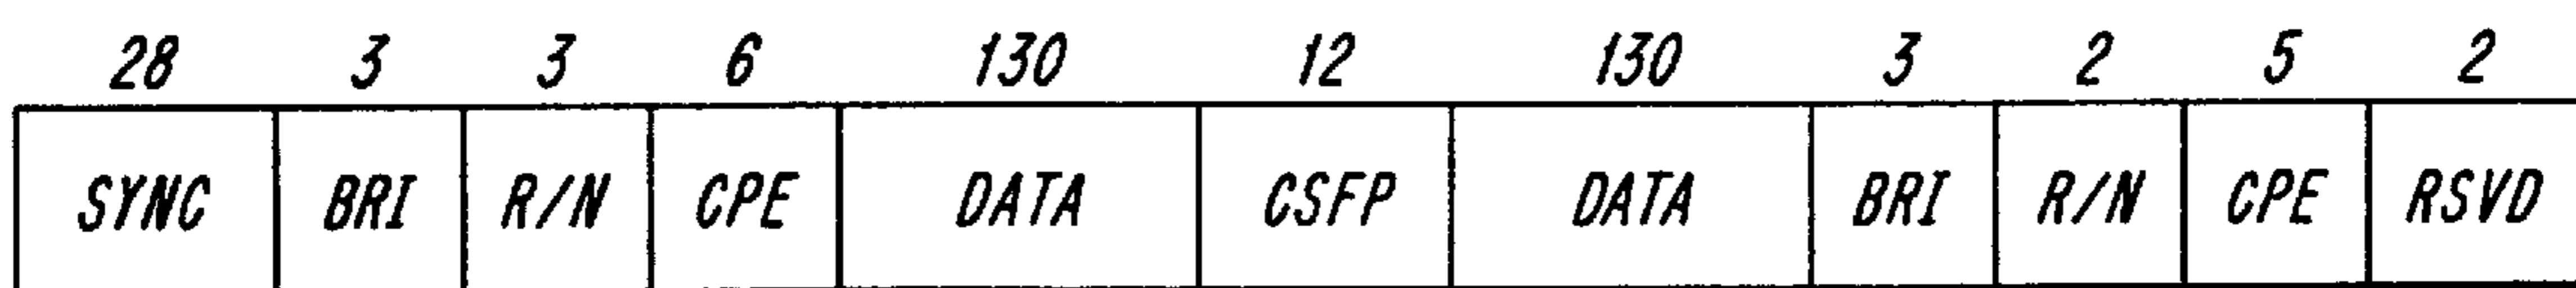 28 3 3 6 130 12 130 3 2 5 2
SYNC BRI R/N CPE DATA CSFP DATA BRI R/N CPE RSVD